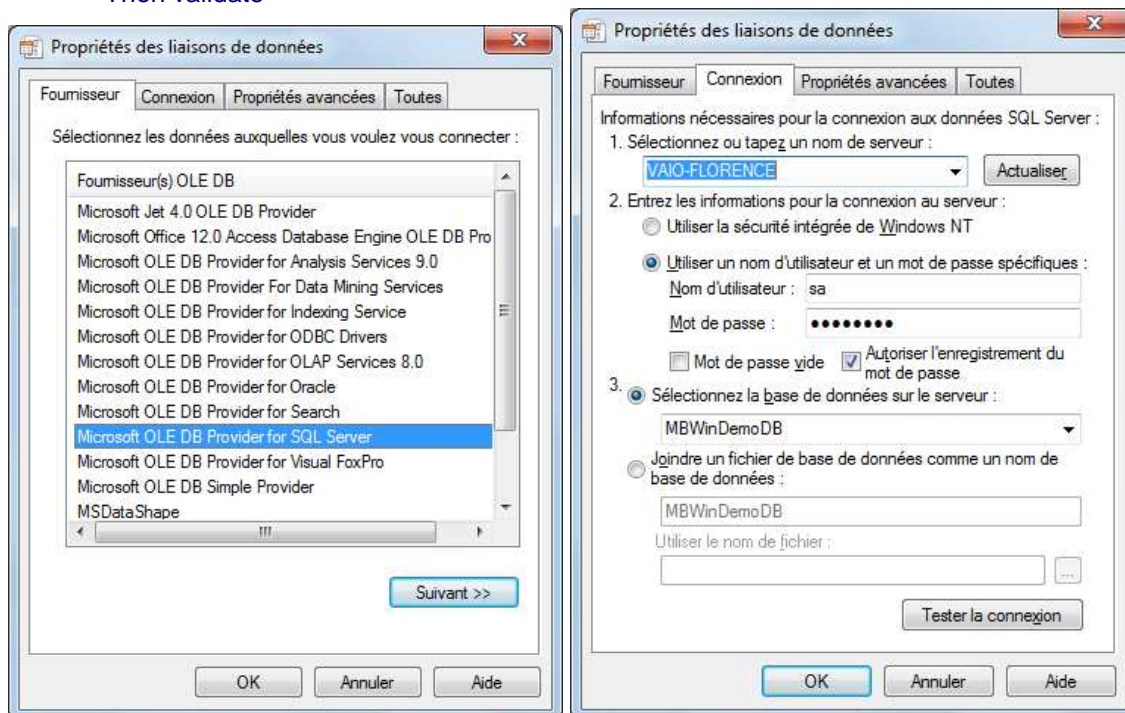 Then validate
Propriétés des liaisons de données
Fournisseur Connexion Propriétés avancées Toutes
Sélectionnez les données auxquelles vous voulez vous connecter :
Fournisseur(s) OLE DB
Microsoft Jet 4.0 OLE DB Provider
Microsoft Office 12.0 Access Database Engine OLE DB Pro
Microsoft OLE DB Provider for Analysis Services 9.0
Microsoft OLE DB Provider For Data Mining Services
Microsoft OLE DB Provider for Indexing Service
Microsoft OLE DB Provider for ODBC Drivers
Microsoft OLE DB Provider for OLAP Services 8.0
Microsoft OLE DB Provider for Oracle
Microsoft OLE DB Provider for Search
Microsoft OLE DB Provider for SQL Server
Microsoft OLE DB Provider for Visual FoxPro
Microsoft OLE DB Simple Provider
MSDataShape
Suivant >>
OK Annuler Aide
Propriétés des liaisons de données
Fournisseur Connexion Propriétés avancées Toutes
Informations nécessaires pour la connexion aux données SQL Server :
1. Sélectionnez ou tapez un nom de serveur :
VAIO-FLORENCE Actualiser
2. Entrez les informations pour la connexion au serveur :
Utiliser la sécurité intégrée de Windows NT
Utiliser un nom d'utilisateur et un mot de passe spécifiques :
Nom d'utilisateur : sa
Mot de passe : ●●●●●●●●
Mot de passe vide Autoriser l'enregistrement du
mot de passe
3. Sélectionnez la base de données sur le serveur :
MBWinDemoDB
Joindre un fichier de base de données comme un nom de
base de données :
MBWinDemoDB
Utiliser le nom de fichier :
...
Tester la connexion
OK Annuler Aide